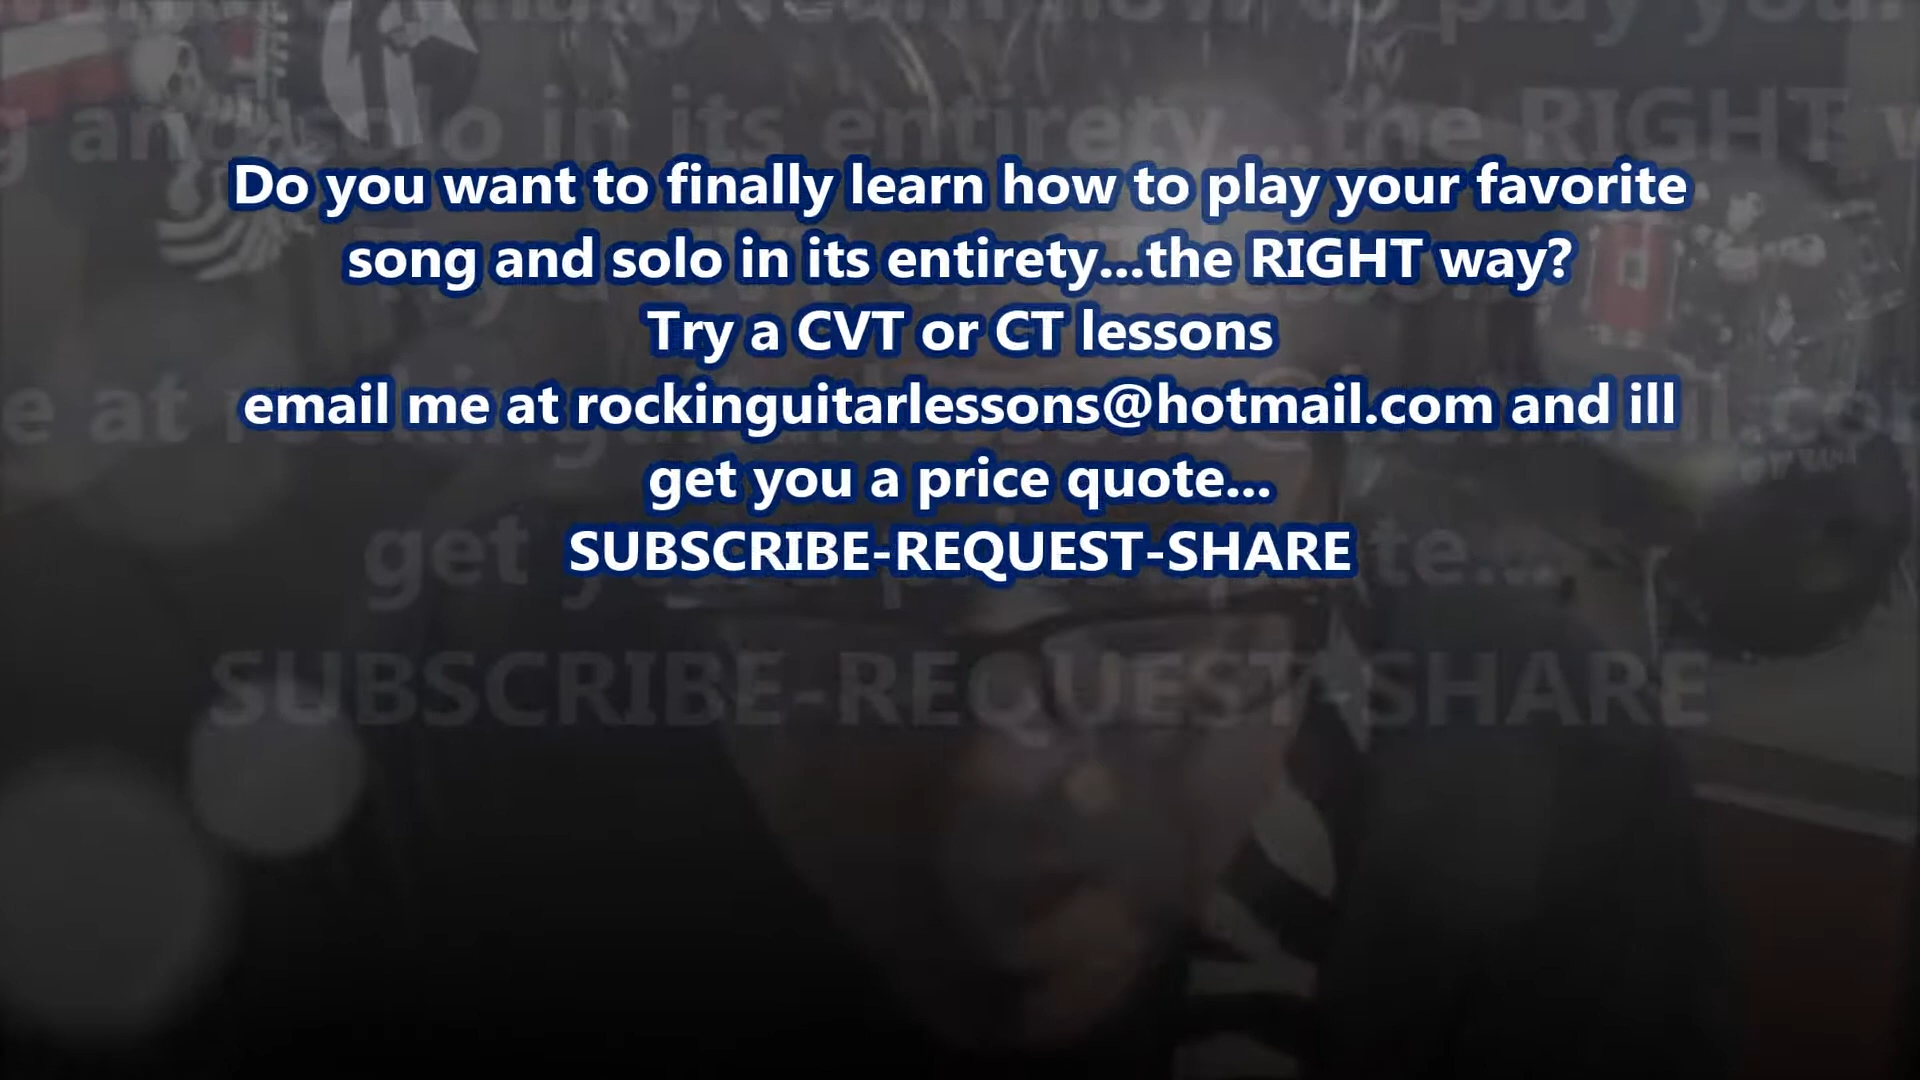 Do you want to finally learn how to play your favorite
song and solo in its entirety...the RIGHT way?
Try a CVT or CT lessons
email me at rockinguitarlessons@hotmail.com and ill
get you a price quote...
SUBSCRIBE-REQUEST-SHARE